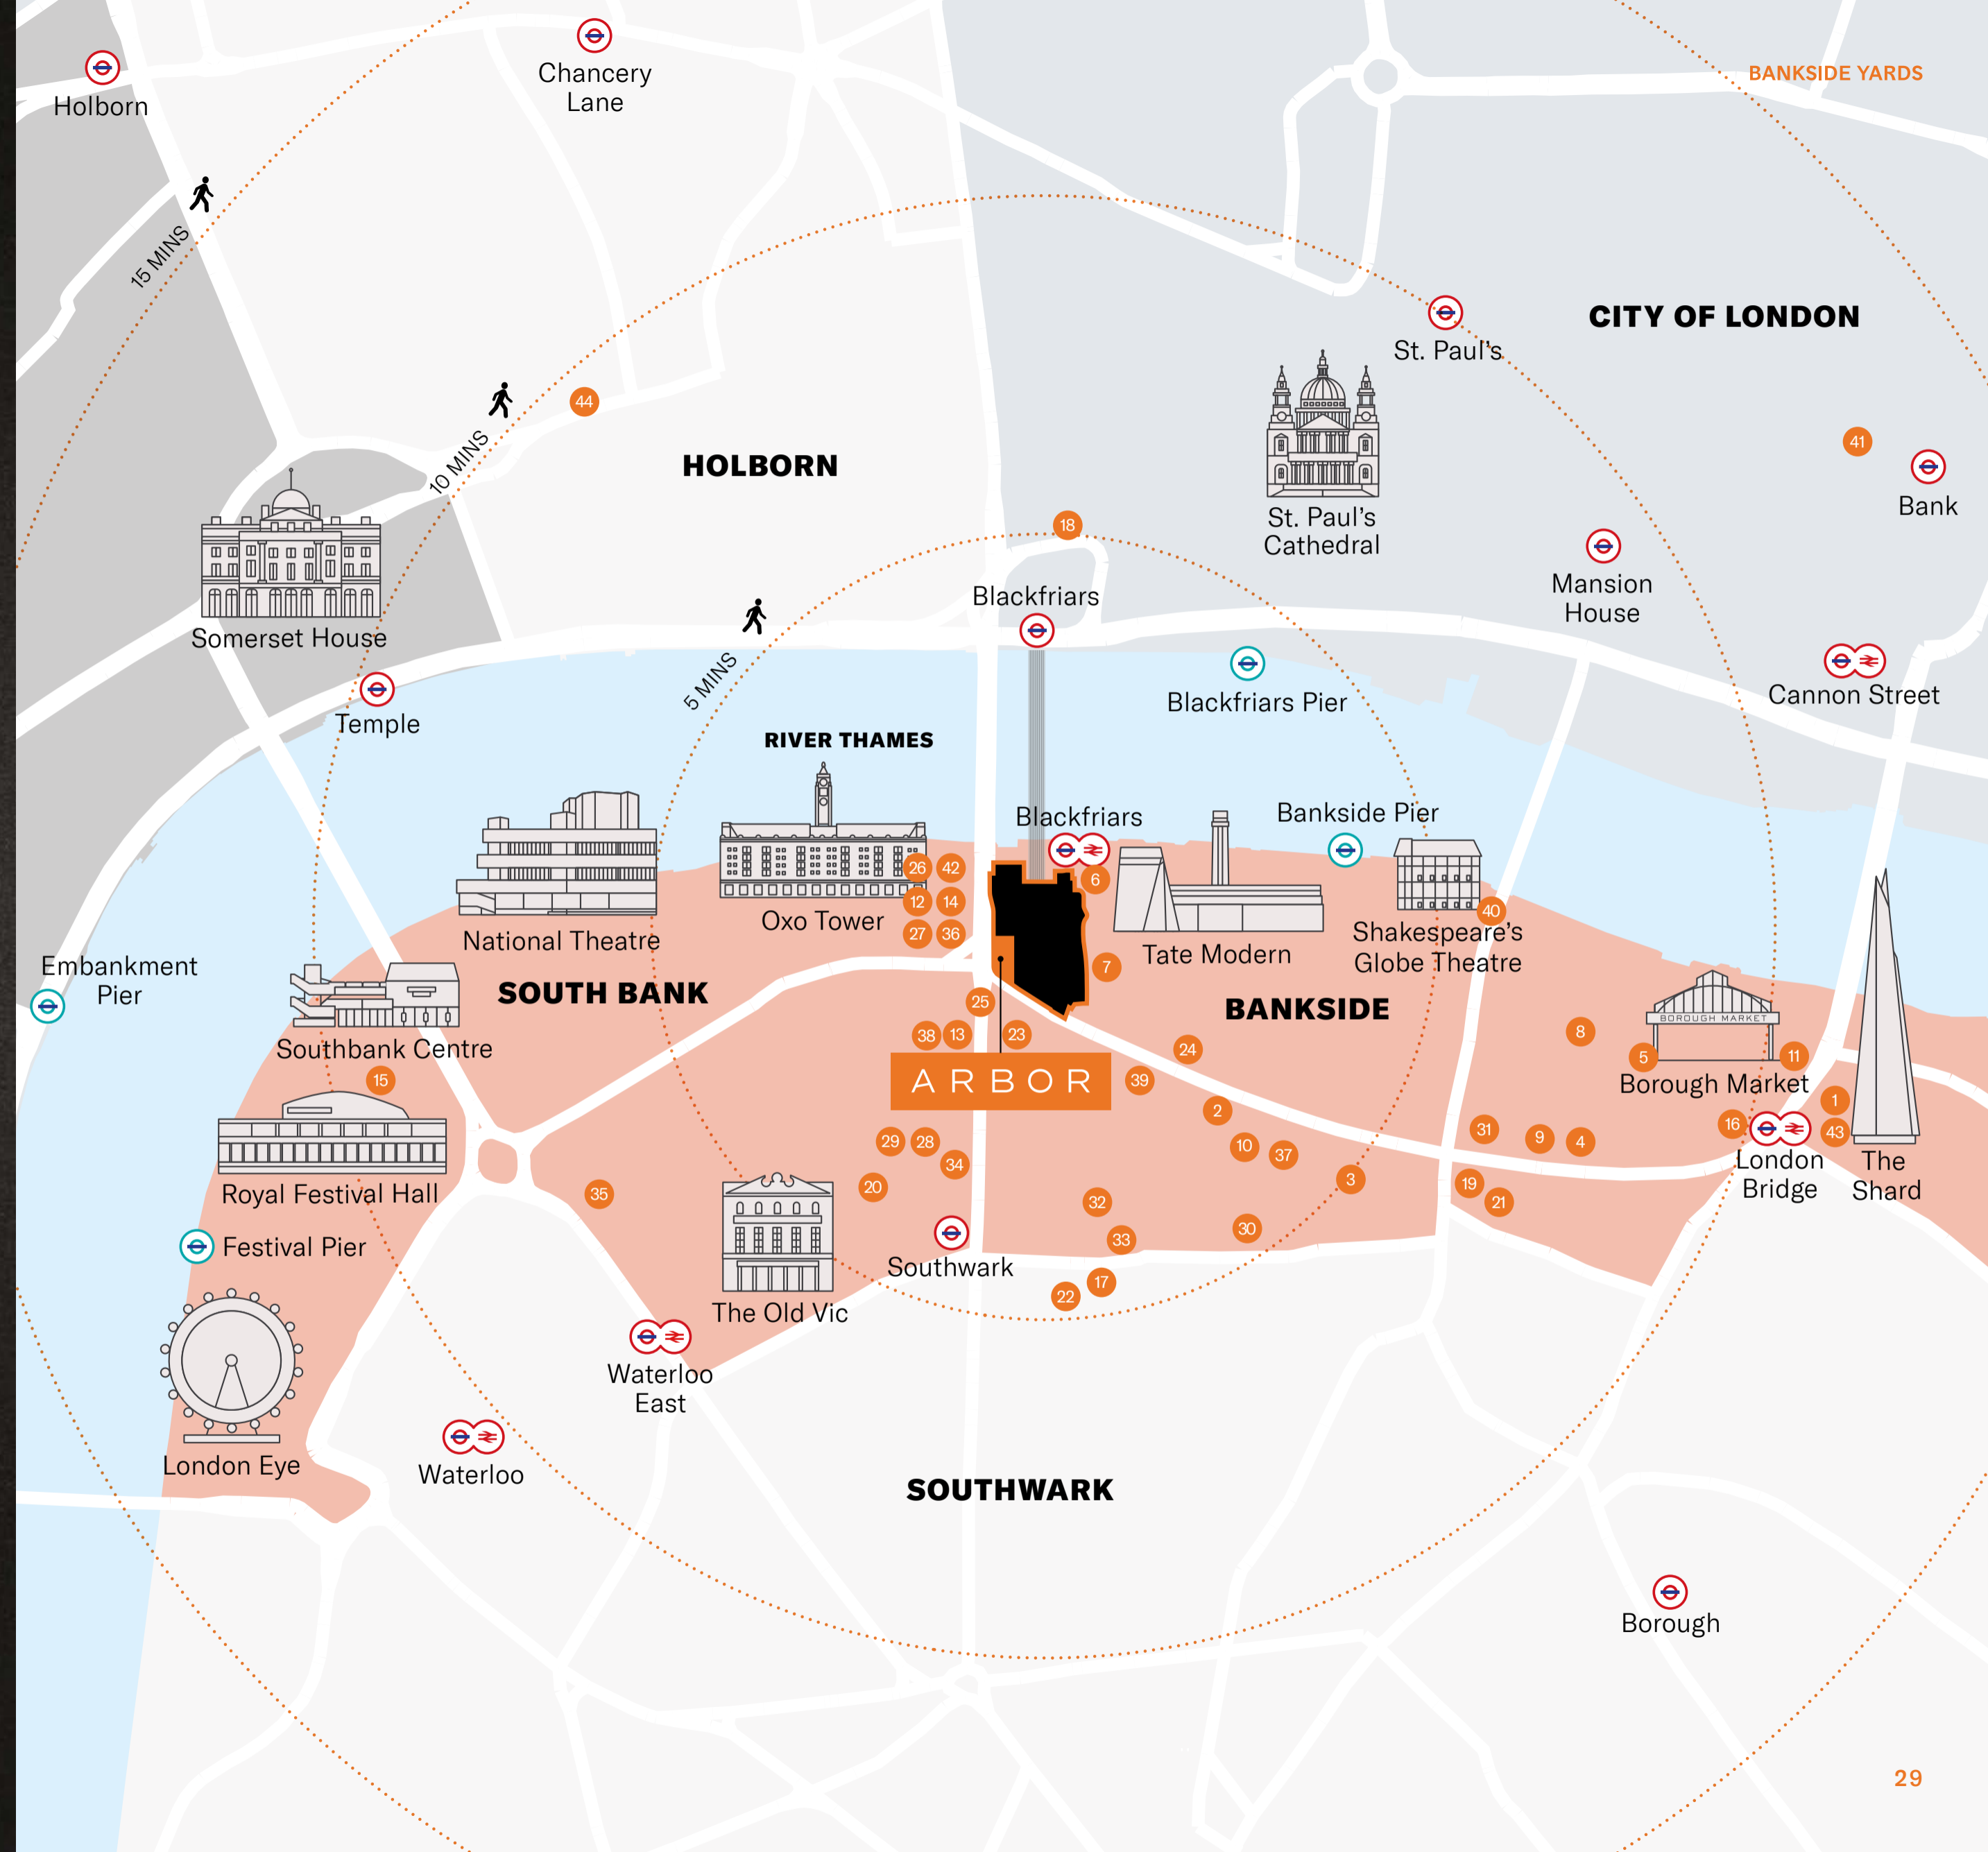 Holborn
Chancery
Lane
BANKSIDE YARDS
15 MINS
CITY OF LONDON
St. Paul's
44
10 MINS
HOLBORN
41
Bank
St. Paul's
Cathedral
18
Mansion
House
Blackfriars
Somerset House
5 MINS
Temple
Blackfriars Pier
Cannon Street
RIVER THAMES
Blackfriars
Bankside Pier
26
42
6
12
14
27
36
40
Oxo Tower
National Theatre
Tate Modern
Shakespeare's
Globe Theatre
Embankment
Pier
7
SOUTH BANK
25
BANKSIDE
BOROUGH MARKET
38
13
23
8
24
Southbank Centre
5
11
15
ARBOR
39
Borough Market
2
1
29
28
10
37
31
9
4
16
43
34
London
Bridge
The
Shard
Royal Festival Hall
35
20
3
19
21
32
30
33
Festival Pier
Southwark
17
22
The Old Vic
Waterloo
East
London Eye
Waterloo
SOUTHWARK
Borough
29